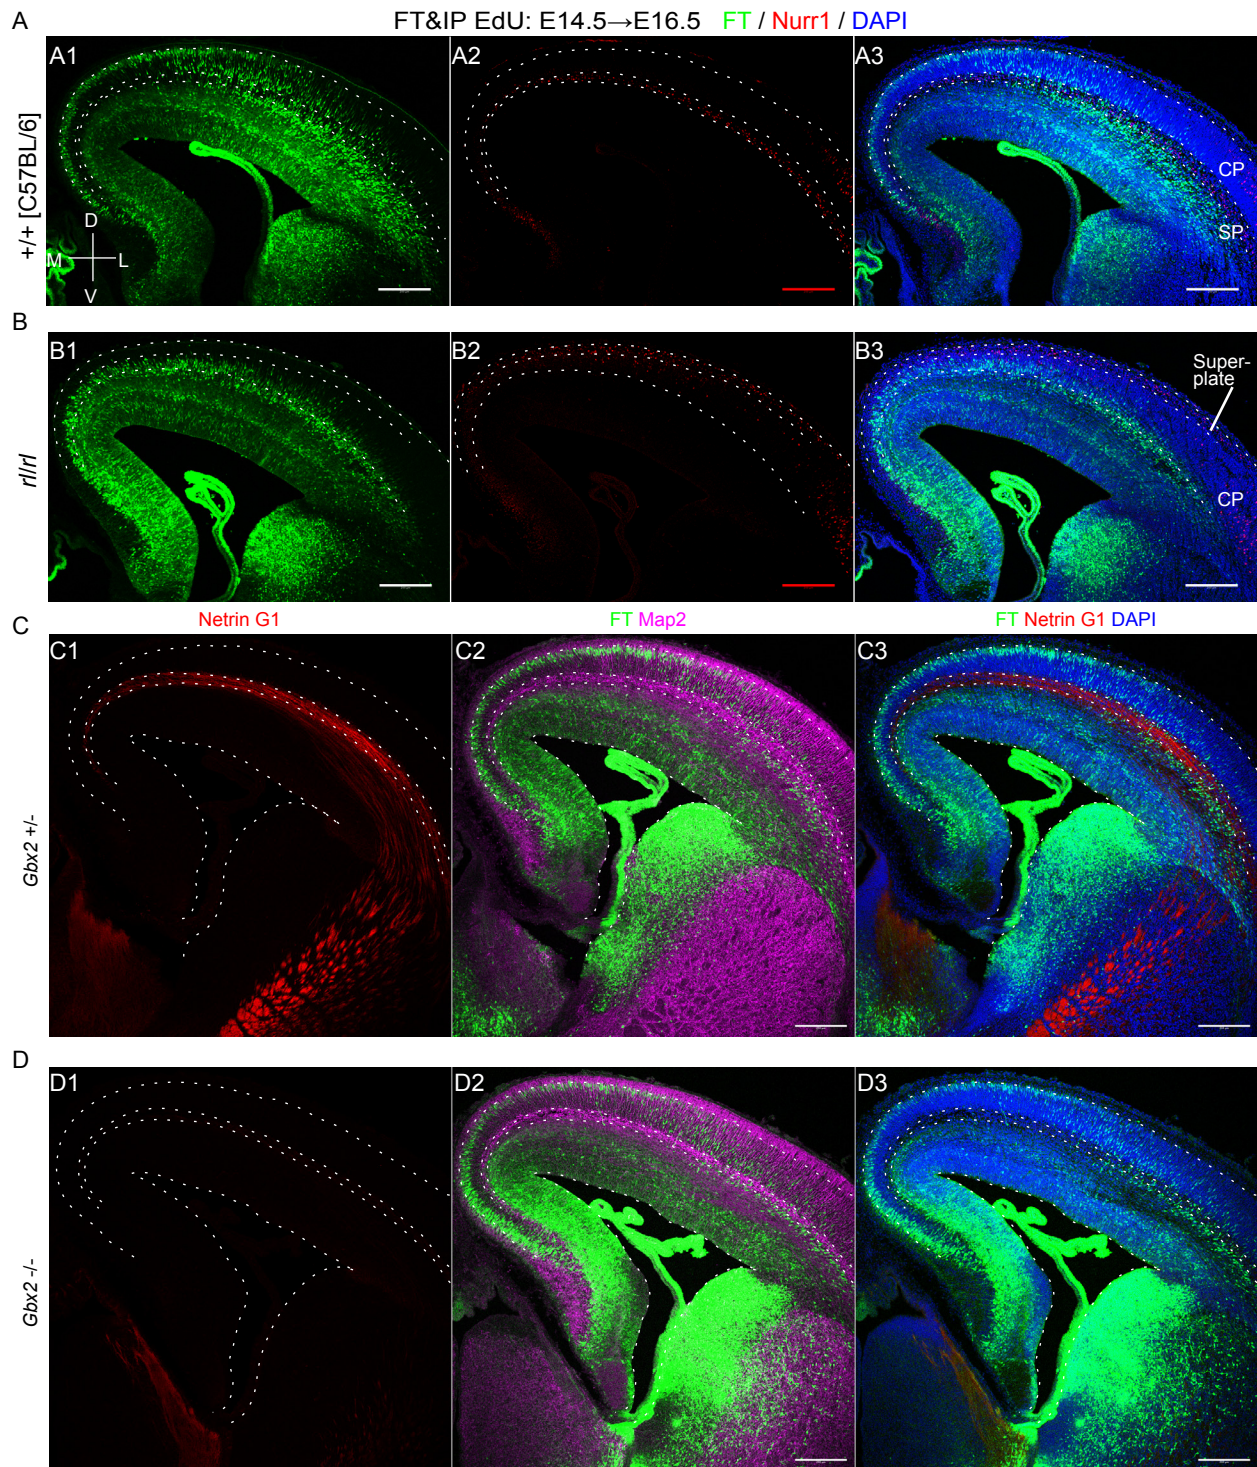 A
FT&IP EdU: E14.5→E16.5 FT / Nurr1 / DAPI
+/+ [C57BL/6]
A1
A2
A3
D
M
L
V
CP
SP
B
rl/rl
B1
B2
B3
Super-
plate
CP
C
Netrin G1
FT Map2
FT Netrin G1 DAPI
Gbx2 +/-
C1
C2
C3
D
Gbx2 -/-
D1
D2
D3